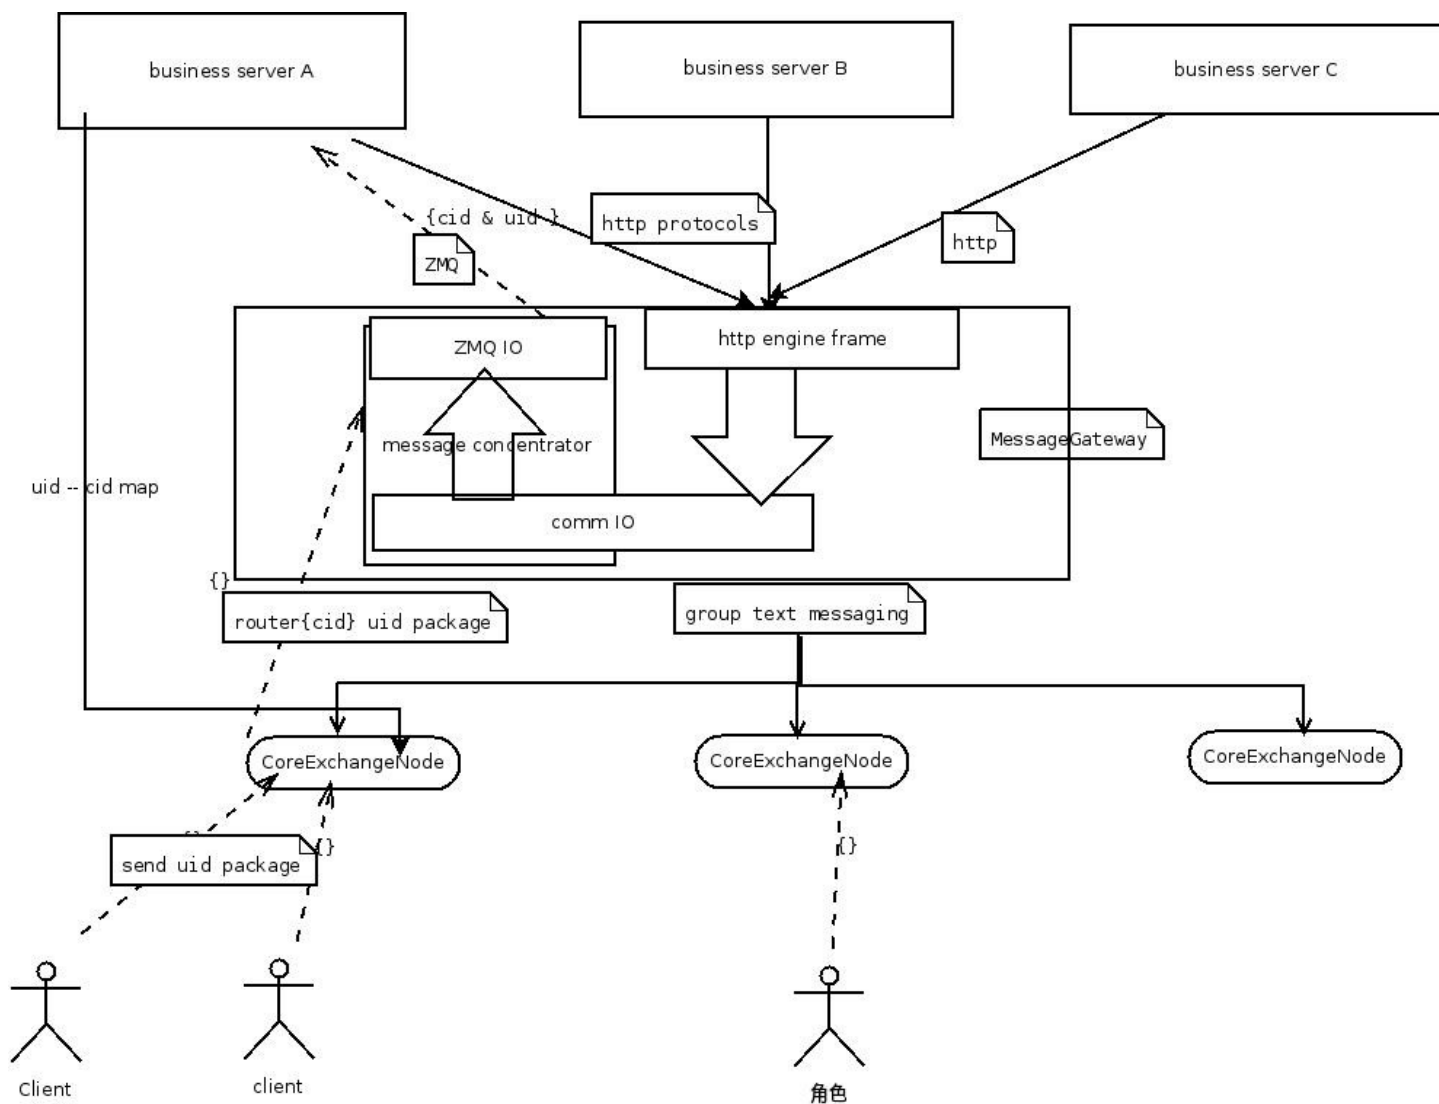 business server A
business server B
business server C
{cid & uid }
http protocols
http
ZMQ
ZMQ IO
http engine frame
message concentrator
MessageGateway
uid -- cid map
comm IO
{}
router{cid} uid package
group text messaging
CoreExchangeNode
CoreExchangeNode
CoreExchangeNode
{}
send uid package
{}
{}
Client
client
角色